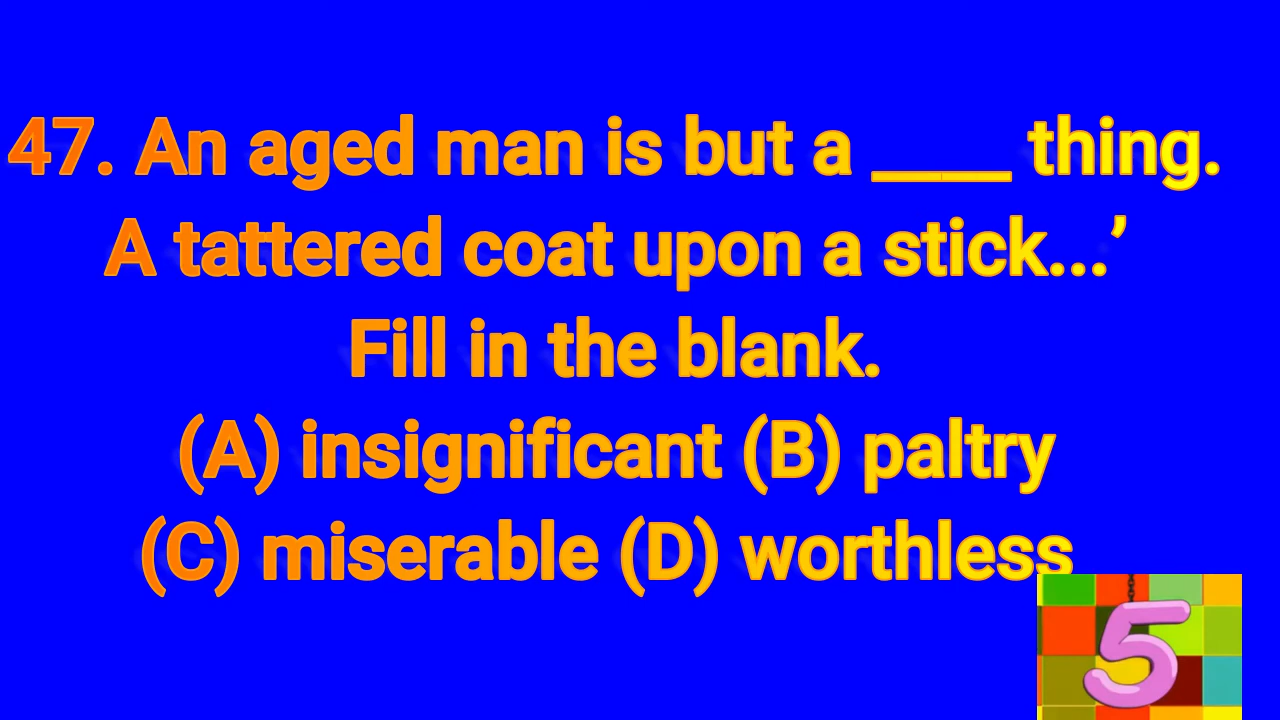 47. An aged man is but a ____ thing.
A tattered coat upon a stick...’
Fill in the blank.
(A) insignificant (B) paltry
(C) miserable (D) worthless
5